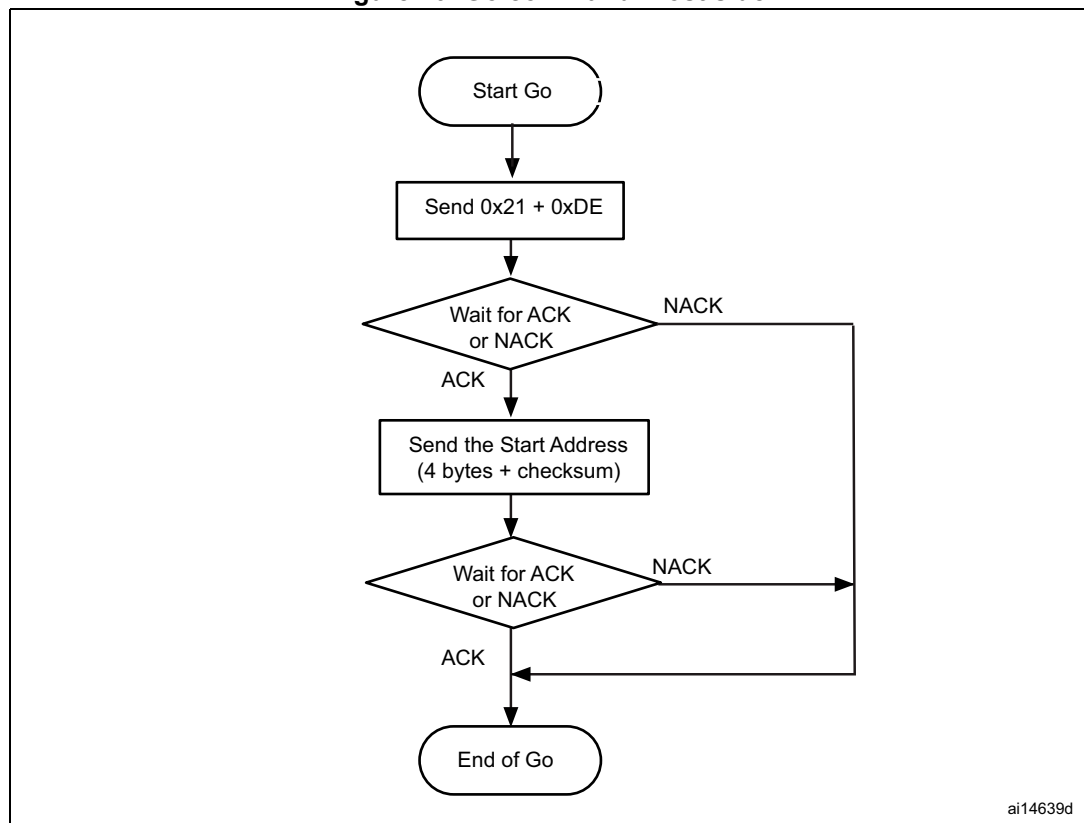 Start Go
Send 0x21 + 0xDE
Wait for ACK
or NACK
NACK
ACK
Send the Start Address
(4 bytes + checksum)
Wait for ACK
or NACK
NACK
ACK
End of Go
ai14639d